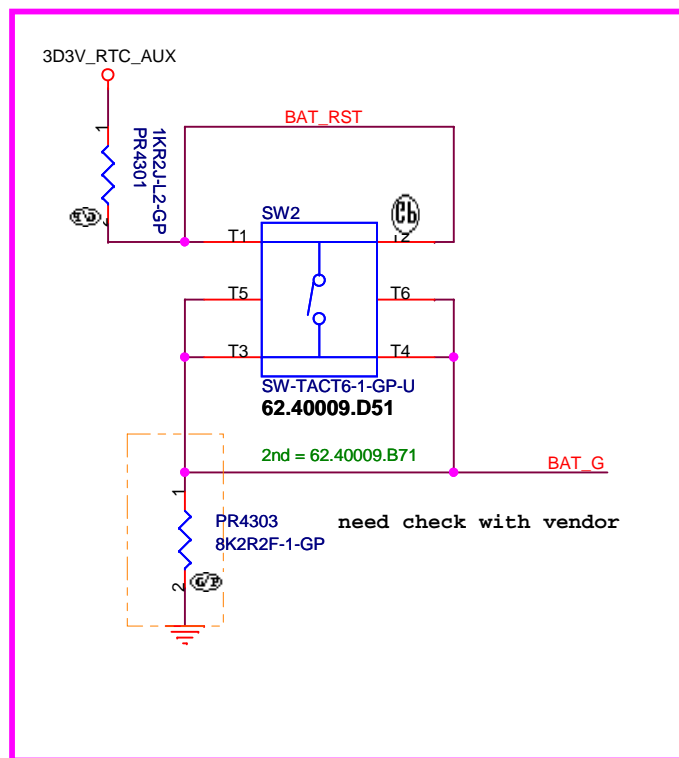 3D3V_RTC_AUX
BAT_RST
1
1KR2J-L2-GP
PR4301
SW2
T1
T5
T6
T3
T4
SW-TACT6-1-GP-U
62.40009.D51
2nd = 62.40009.B71
BAT_G
1
PR4303
8K2R2F-1-GP
need check with vendor
2